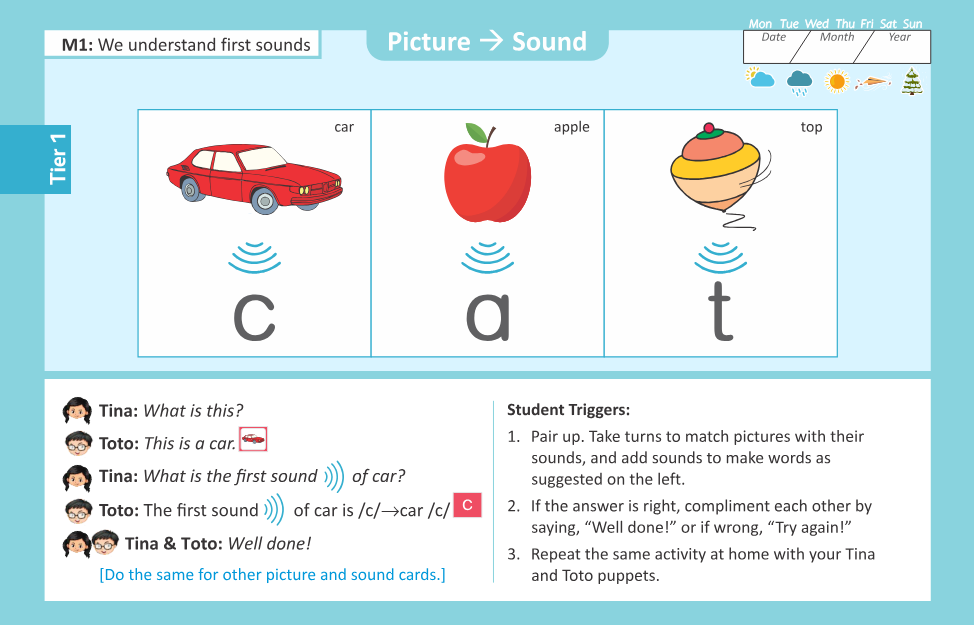 Mon Tue Wed Thu Fri Sat Sun
M1: We understand first sounds
Picture → Sound
Date Month Year
Tier 1
car
apple
top
c
a
t
Tina: What is this?
Toto: This is a car.
Tina: What is the first sound of car?
Toto: The first sound of car is /c/→car /c/ c
Tina & Toto: Well done!
[Do the same for other picture and sound cards.]
Student Triggers:
1. Pair up. Take turns to match pictures with their
sounds, and add sounds to make words as
suggested on the left.
2. If the answer is right, compliment each other by
saying, “Well done!” or if wrong, “Try again!”
3. Repeat the same activity at home with your Tina
and Toto puppets.